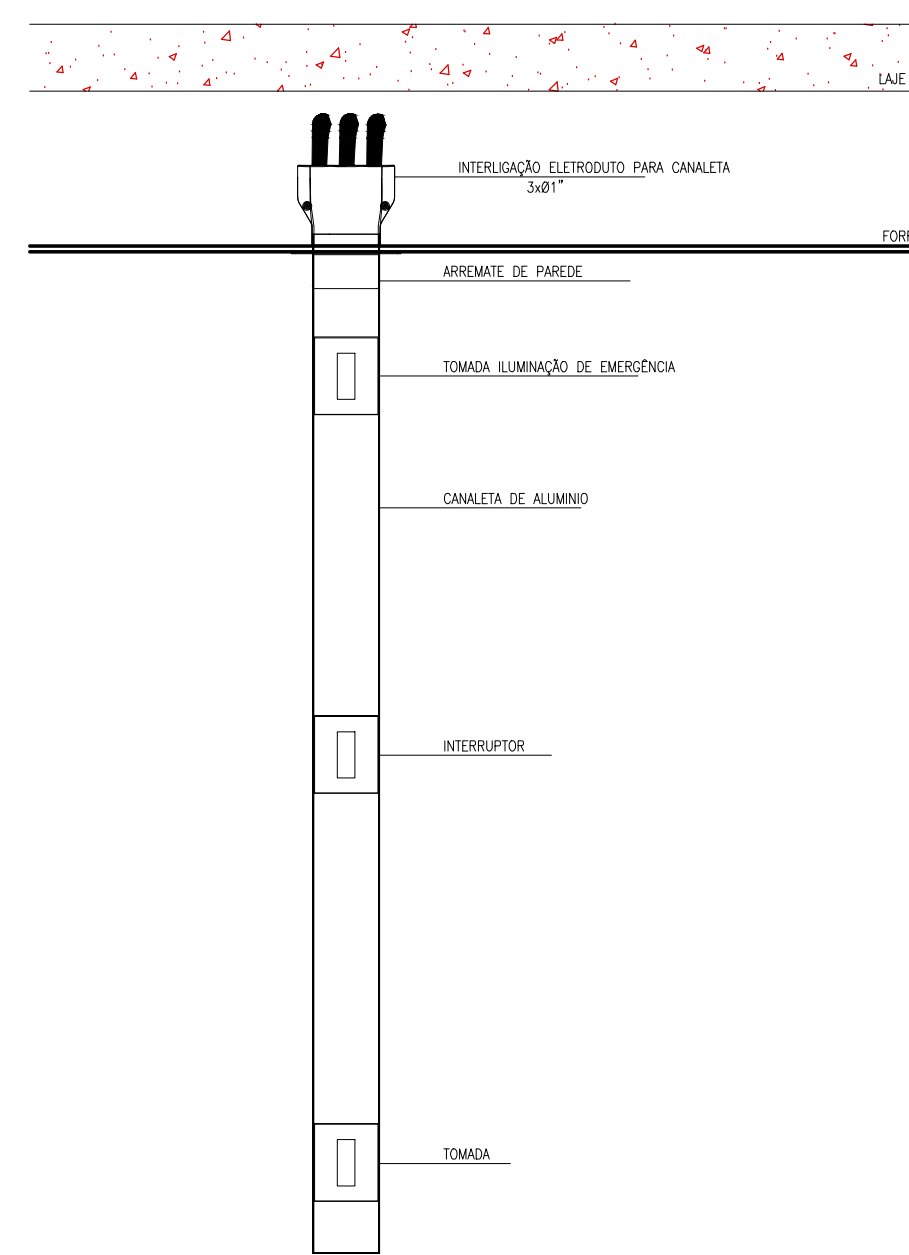 LAJE
INTERLIGAÇÃO ELETRODUTO PARA CANALETA
3xØ1"
ARREMATE DE PAREDE
TOMADA ILUMINAÇÃO DE EMERGÊNCIA
CANALETA DE ALUMINIO
INTERRUPTOR
TOMADA